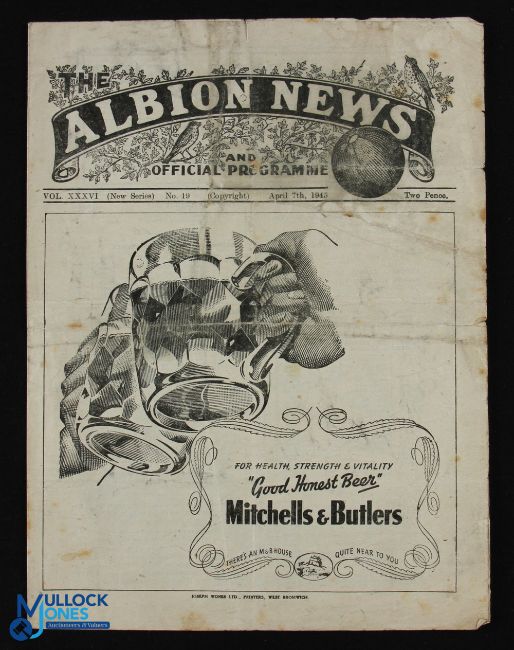 THE
ALBION NEWS
AND
OFFICIAL PROGRAMME
VOL. XXXVI (New Series) No. 19 (Copyright) April 7th, 1945 Two Pence.
FOR HEALTH, STRENGTH & VITALITY
"Good Honest Beer"
Mitchells & Butlers
THERE'S AN M&B HOUSE QUITE NEAR TO YOU
JOSEPH WONES LTD., PRINTERS, WEST BROMWICH.
MULLOCK
JONES
Auctioneers & Valuers